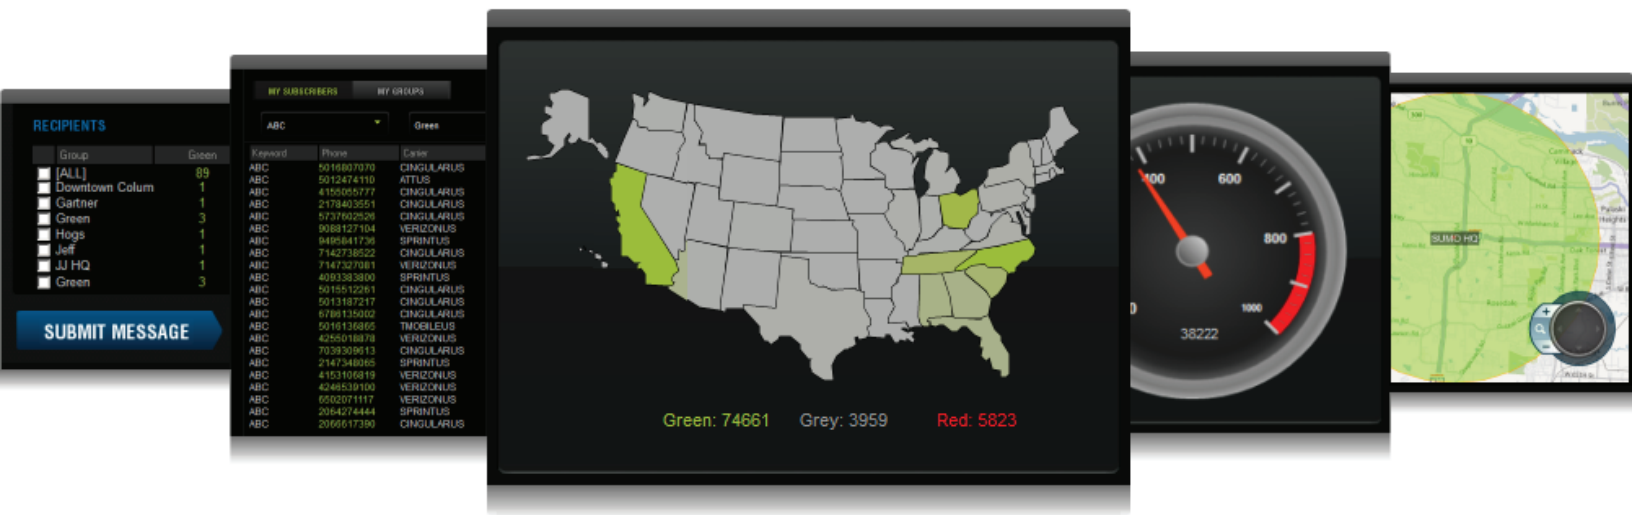 RECIPIENTS
Group Green
[ALL] 89
Downtown Colum 1
Gartner 1
Green 3
Hogs 1
Jeff 1
JJ HQ 1
Green 3
SUBMIT MESSAGE
MY SUBSCRIBERS MY GROUPS
ABC Green
Keyword Phone Carrier
ABC 5016807070 CINGULARUS
ABC 5012474110 ATTUS
ABC 4155055777 CINGULARUS
ABC 2178403551 CINGULARUS
ABC 5737602526 CINGULARUS
ABC 9088127104 VERIZONUS
ABC 9495841736 SPRINTUS
ABC 7142738522 CINGULARUS
ABC 7147327081 VERIZONUS
ABC 4093383800 SPRINTUS
ABC 5015512261 CINGULARUS
ABC 5013187217 CINGULARUS
ABC 6786135002 CINGULARUS
ABC 5016136865 TMOBILEUS
ABC 4255018878 VERIZONUS
ABC 7039309613 CINGULARUS
ABC 2147348065 SPRINTUS
ABC 4153106819 VERIZONUS
ABC 4246539100 VERIZONUS
ABC 6502071117 VERIZONUS
ABC 2064274444 SPRINTUS
ABC 2066617390 CINGULARUS
Green: 74661 Grey: 3959 Red: 5823
400 600
800
1000
38222
SUMO HQ
Pulaski
Heights